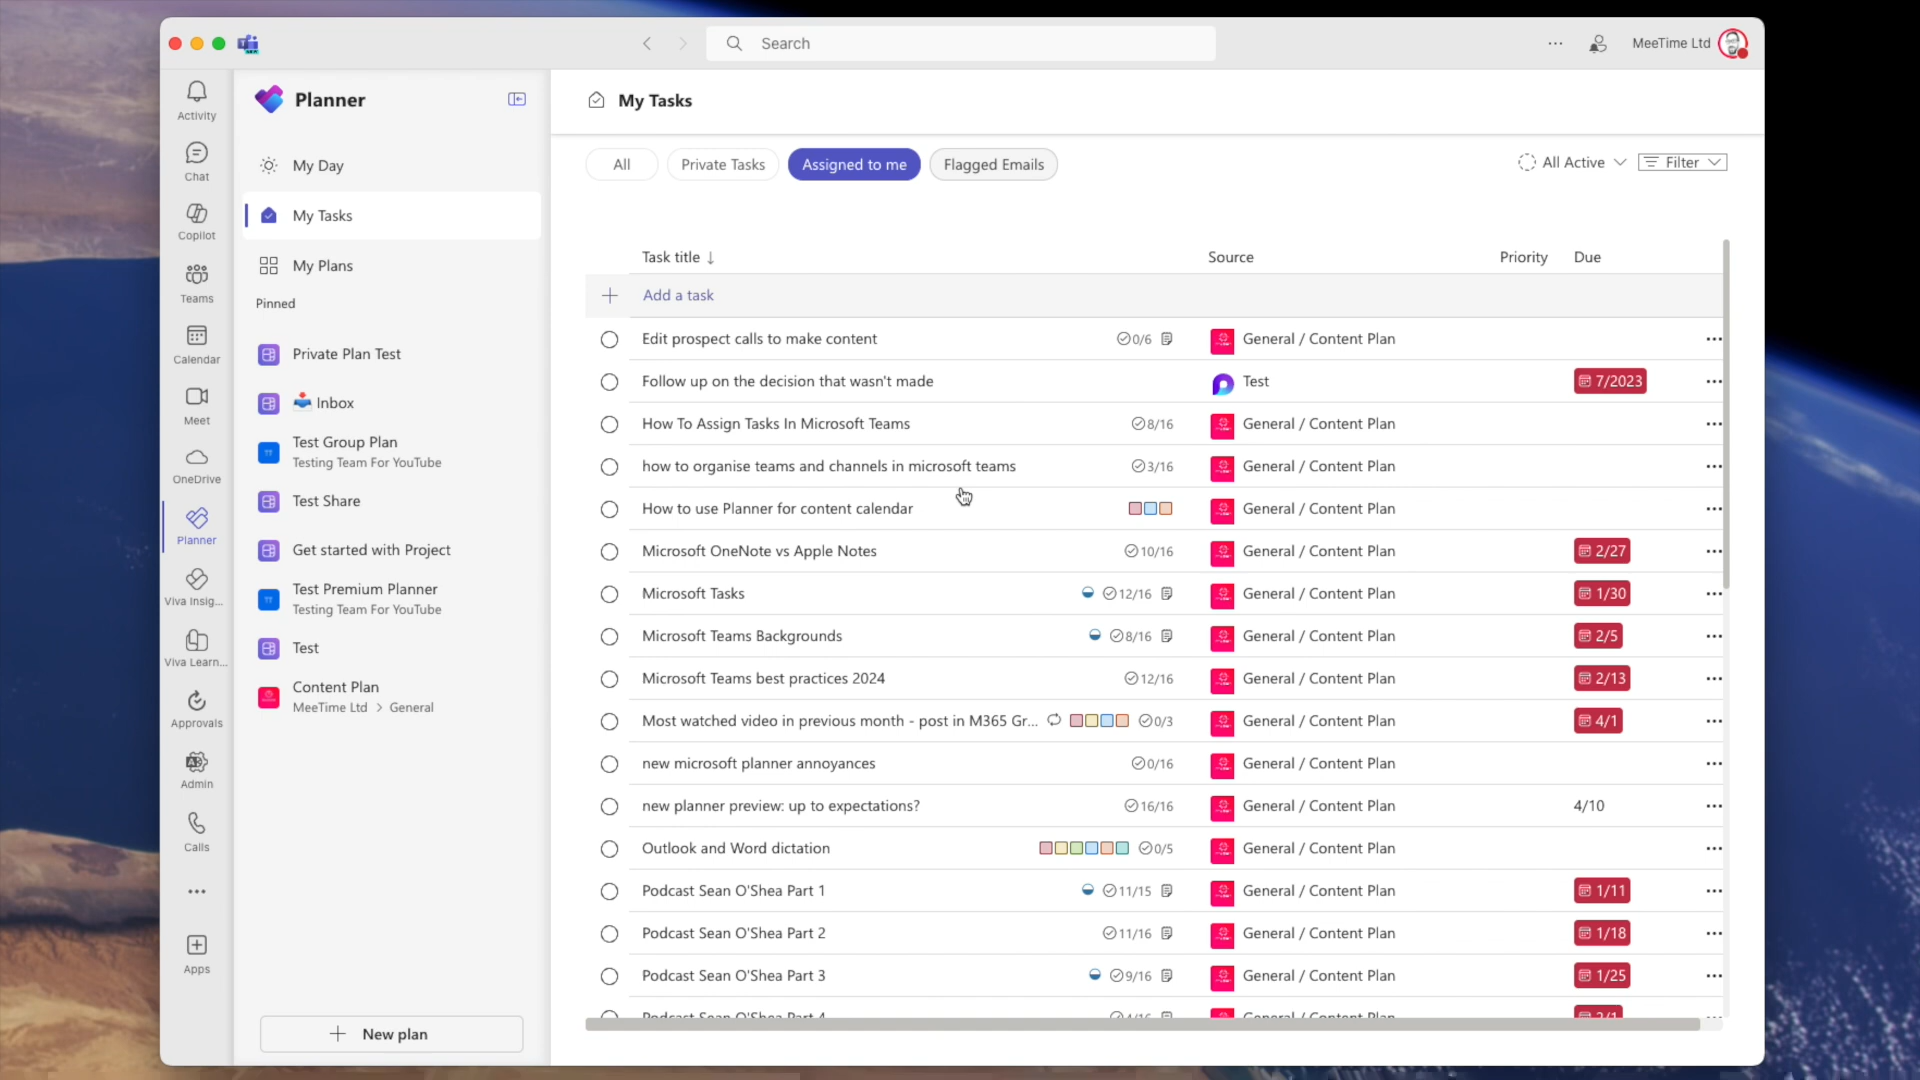 Search
MeeTime Ltd
Activity
Chat
Copilot
Teams
Calendar
Meet
OneDrive
Planner
Viva Insig...
Viva Learn...
Approvals
Admin
Calls
Apps
Planner
My Day
My Tasks
My Plans
Pinned
Private Plan Test
Inbox
Test Group Plan
Testing Team For YouTube
Test Share
Get started with Project
Test Premium Planner
Testing Team For YouTube
Test
Content Plan
MeeTime Ltd > General
New plan
My Tasks
All Private Tasks Assigned to me Flagged Emails All Active Filter
Task title ↓ Source Priority Due
Add a task
Edit prospect calls to make content 0/6 General / Content Plan
Follow up on the decision that wasn't made Test 7/2023
How To Assign Tasks In Microsoft Teams 8/16 General / Content Plan
how to organise teams and channels in microsoft teams 3/16 General / Content Plan
How to use Planner for content calendar General / Content Plan
Microsoft OneNote vs Apple Notes 10/16 General / Content Plan 2/27
Microsoft Tasks 12/16 General / Content Plan 1/30
Microsoft Teams Backgrounds 8/16 General / Content Plan 2/5
Microsoft Teams best practices 2024 12/16 General / Content Plan 2/13
Most watched video in previous month - post in M365 Gr... 0/3 General / Content Plan 4/1
new microsoft planner annoyances 0/16 General / Content Plan
new planner preview: up to expectations? 16/16 General / Content Plan 4/10
Outlook and Word dictation 0/5 General / Content Plan
Podcast Sean O'Shea Part 1 11/15 General / Content Plan 1/11
Podcast Sean O'Shea Part 2 11/16 General / Content Plan 1/18
Podcast Sean O'Shea Part 3 9/16 General / Content Plan 1/25
Podcast Sean O'Shea Part 4 4/16 General / Content Plan 2/1